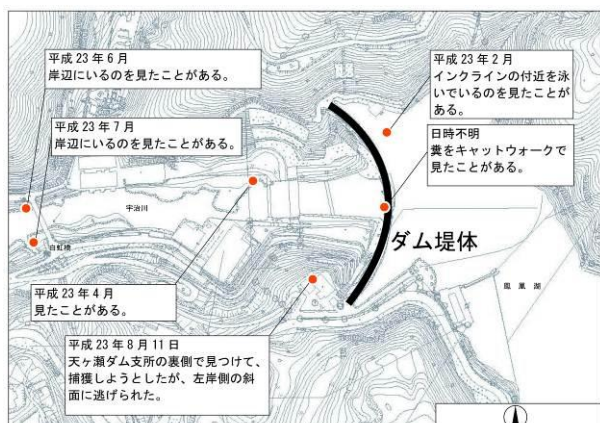 平成 23 年 6 月
岸辺にいるのを見たことがある。
平成 23 年 7 月
岸辺にいるのを見たことがある。
平成 23 年 2 月
インクラインの付近を泳
いでいるのを見たことが
ある。
日時不明
糞をキャットウォークで
見たことがある。
宇治川
白虹橋
ダム堤体
鳳凰湖
平成 23 年 4 月
見たことがある。
平成 23 年 8 月 11 日
天ヶ瀬ダム支所の裏側で見つけて、
捕獲しようとしたが、左岸側の斜
面に逃げられた。